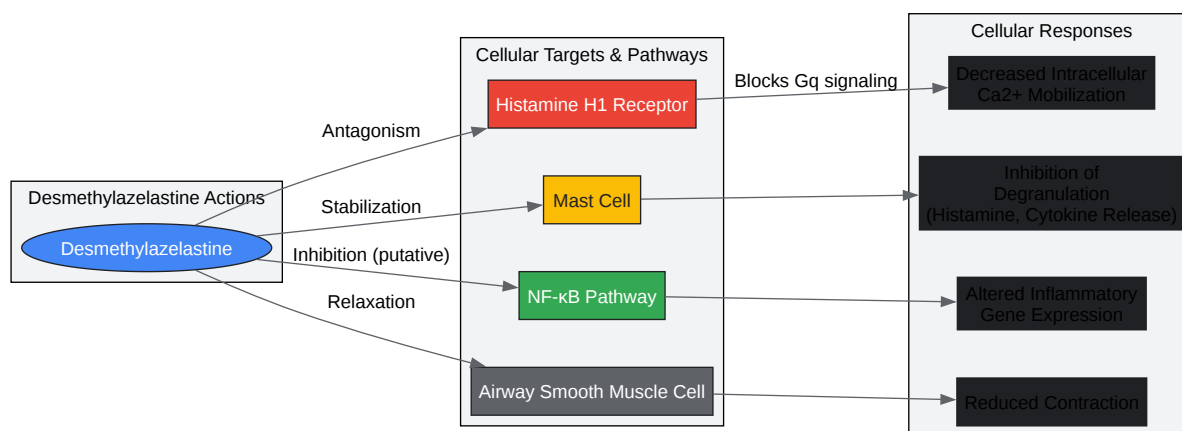 Desmethylazelastine Actions
Desmethylazelastine
Antagonism
Stabilization
Inhibition (putative)
Relaxation
Cellular Targets & Pathways
Histamine H1 Receptor
Mast Cell
NF-κB Pathway
Airway Smooth Muscle Cell
Blocks Gq signaling
Cellular Responses
Decreased Intracellular
Ca2+ Mobilization
Inhibition of
Degranulation
(Histamine, Cytokine Release)
Altered Inflammatory
Gene Expression
Reduced Contraction